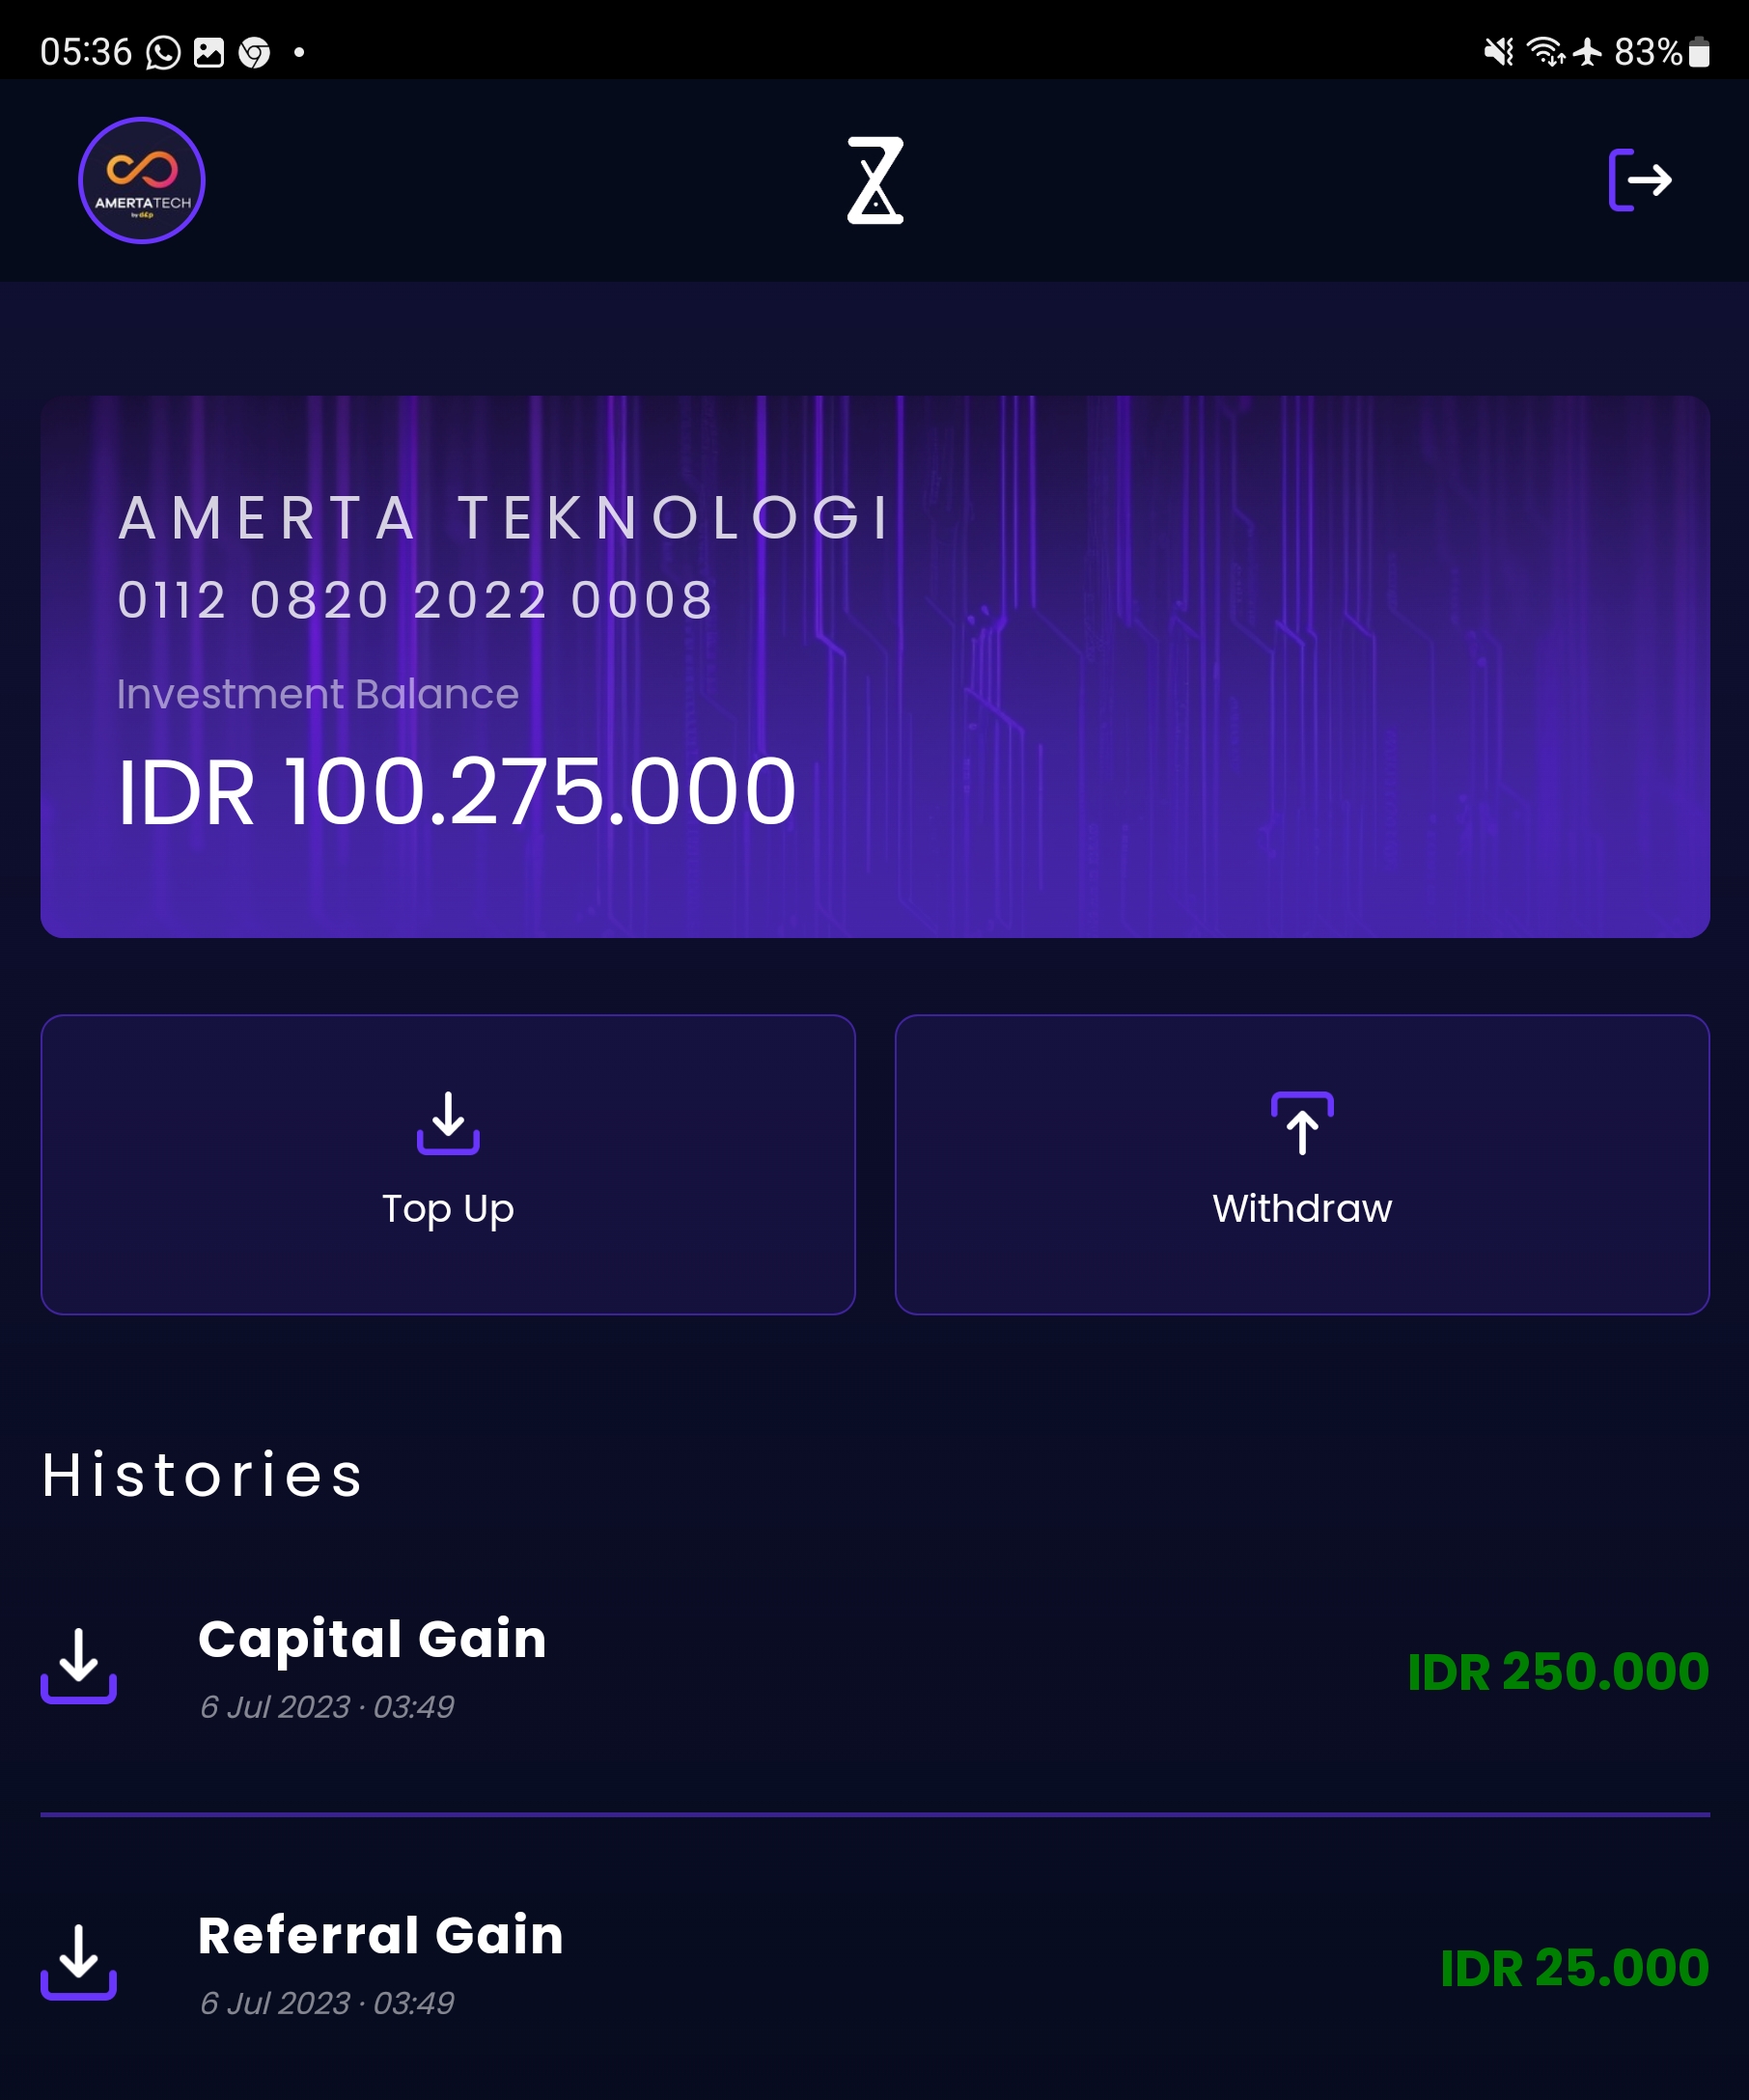 05:36
83%
AMERTATECH
by d&p
AMERTA TEKNOLOGI
0112 0820 2022 0008
Investment Balance
IDR 100.275.000
Top Up
Withdraw
Histories
Capital Gain
IDR 250.000
6 Jul 2023 · 03:49
Referral Gain
IDR 25.000
6 Jul 2023 · 03:49